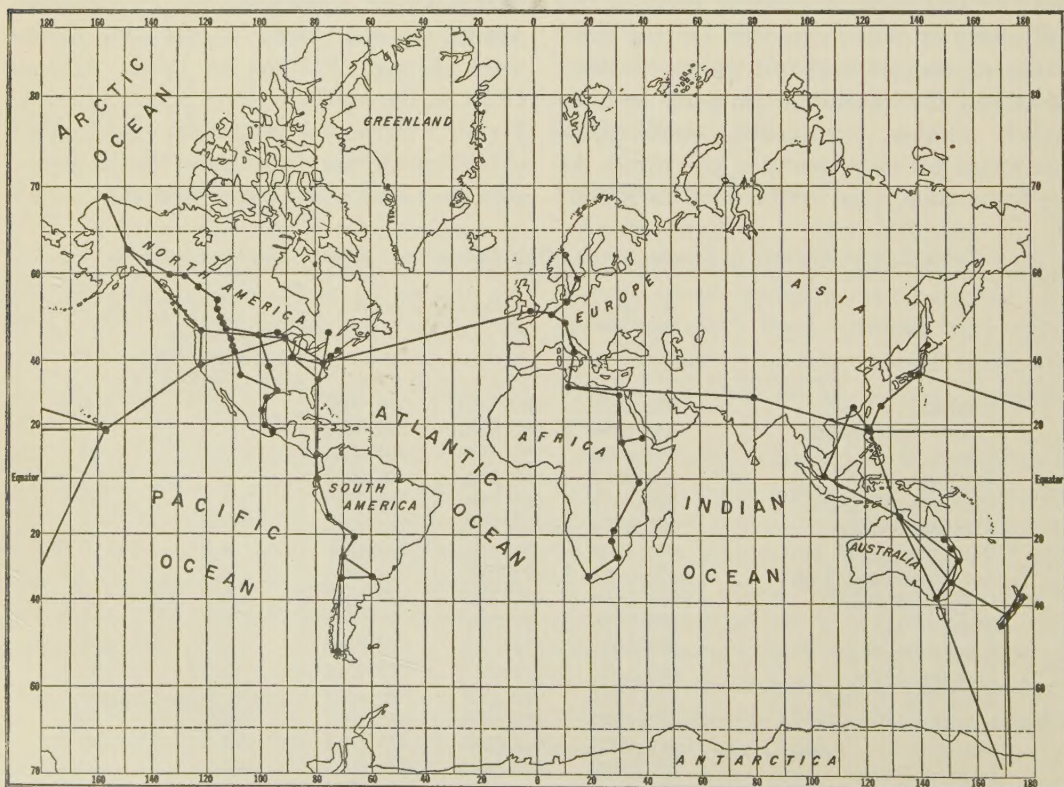 180 160 140 120 100 80 60 40 20 0 20 40 60 80 100 120 140 160 180
ARCTIC
OCEAN
GREENLAND
80 80
70 70
NORTH
AMERICA
60 60
EUROPE
ASIA
40 40
ATLANTIC
OCEAN
20 20
AFRICA
Equator Equator
PACIFIC
OCEAN
SOUTH
AMERICA
INDIAN
OCEAN
20 20
AUSTRALIA
40 40
60 60
ANTARCTICA
70 70
160 140 120 100 80 60 40 20 0 20 40 60 80 100 120 140 160